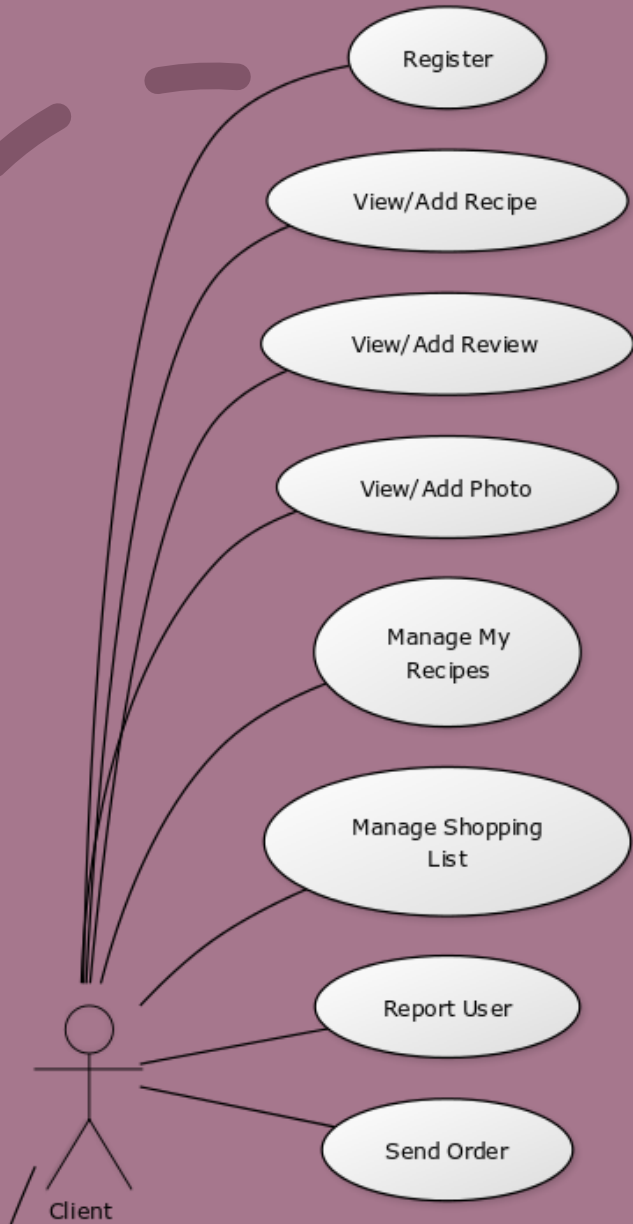 Register
View/Add Recipe
View/Add Review
View/Add Photo
Manage My
Recipes
Manage Shopping
List
Report User
Send Order
Client